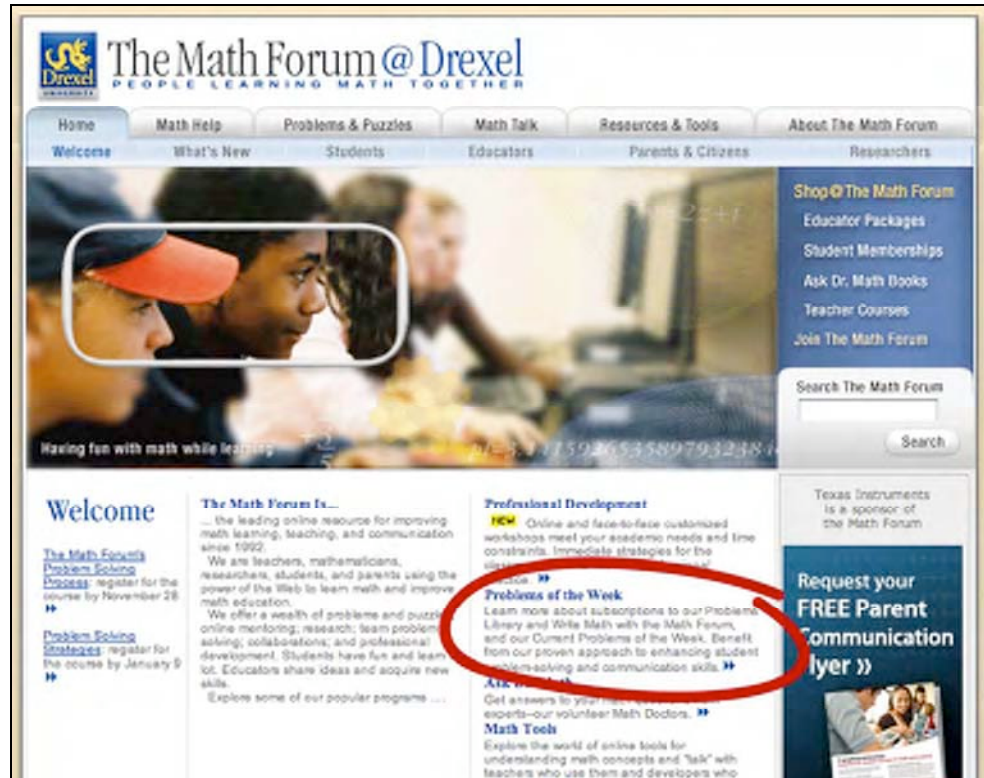 Drexel
UNIVERSITY
The Math Forum @ Drexel
PEOPLE LEARNING MATH TOGETHER
Home Math Help Problems & Puzzles Math Talk Resources & Tools About The Math Forum
Welcome What's New Students Educators Parents & Citizens Researchers
Shop@The Math Forum
Educator Packages
Student Memberships
Ask Dr. Math Books
Teacher Courses
Join The Math Forum
Search The Math Forum
Search
Having fun with math while learning
Welcome
The Math Forum's
Problem Solving
Process: register for the
course by November 28
Problem Solving
Strategies: register for
the course by January 9
The Math Forum Is...
... the leading online resource for improving
math learning, teaching, and communication
since 1992.
We are teachers, mathematicians,
researchers, students, and parents using the
power of the Web to learn math and improve
math education.
We offer a wealth of problems and
online mentoring; research; team problem
solving; collaborations; and professional
development. Students have fun and learn
lot. Educators share ideas and acquire new
skills.
Explore some of our popular programs ....
Professional Development
NEW Online and face-to-face customized
workshops meet your academic needs and time
constraints. Immediate strategies for the
Problems of the Week
Learn more about subscriptions to our Problems
Library and Write Math with the Math Forum,
and our Current Problems of the Week. Benefit
from our proven approach to enhancing student
problem-solving and communication skills.
Get answers to your
experts--our volunteer Math Doctors.
Math Tools
Explore the world of online tools for
understanding math concepts and "talk" with
teachers who use them and developers who
Texas Instruments
is a sponsor of
the Math Forum
Request your
FREE Parent
Communication
lyer »